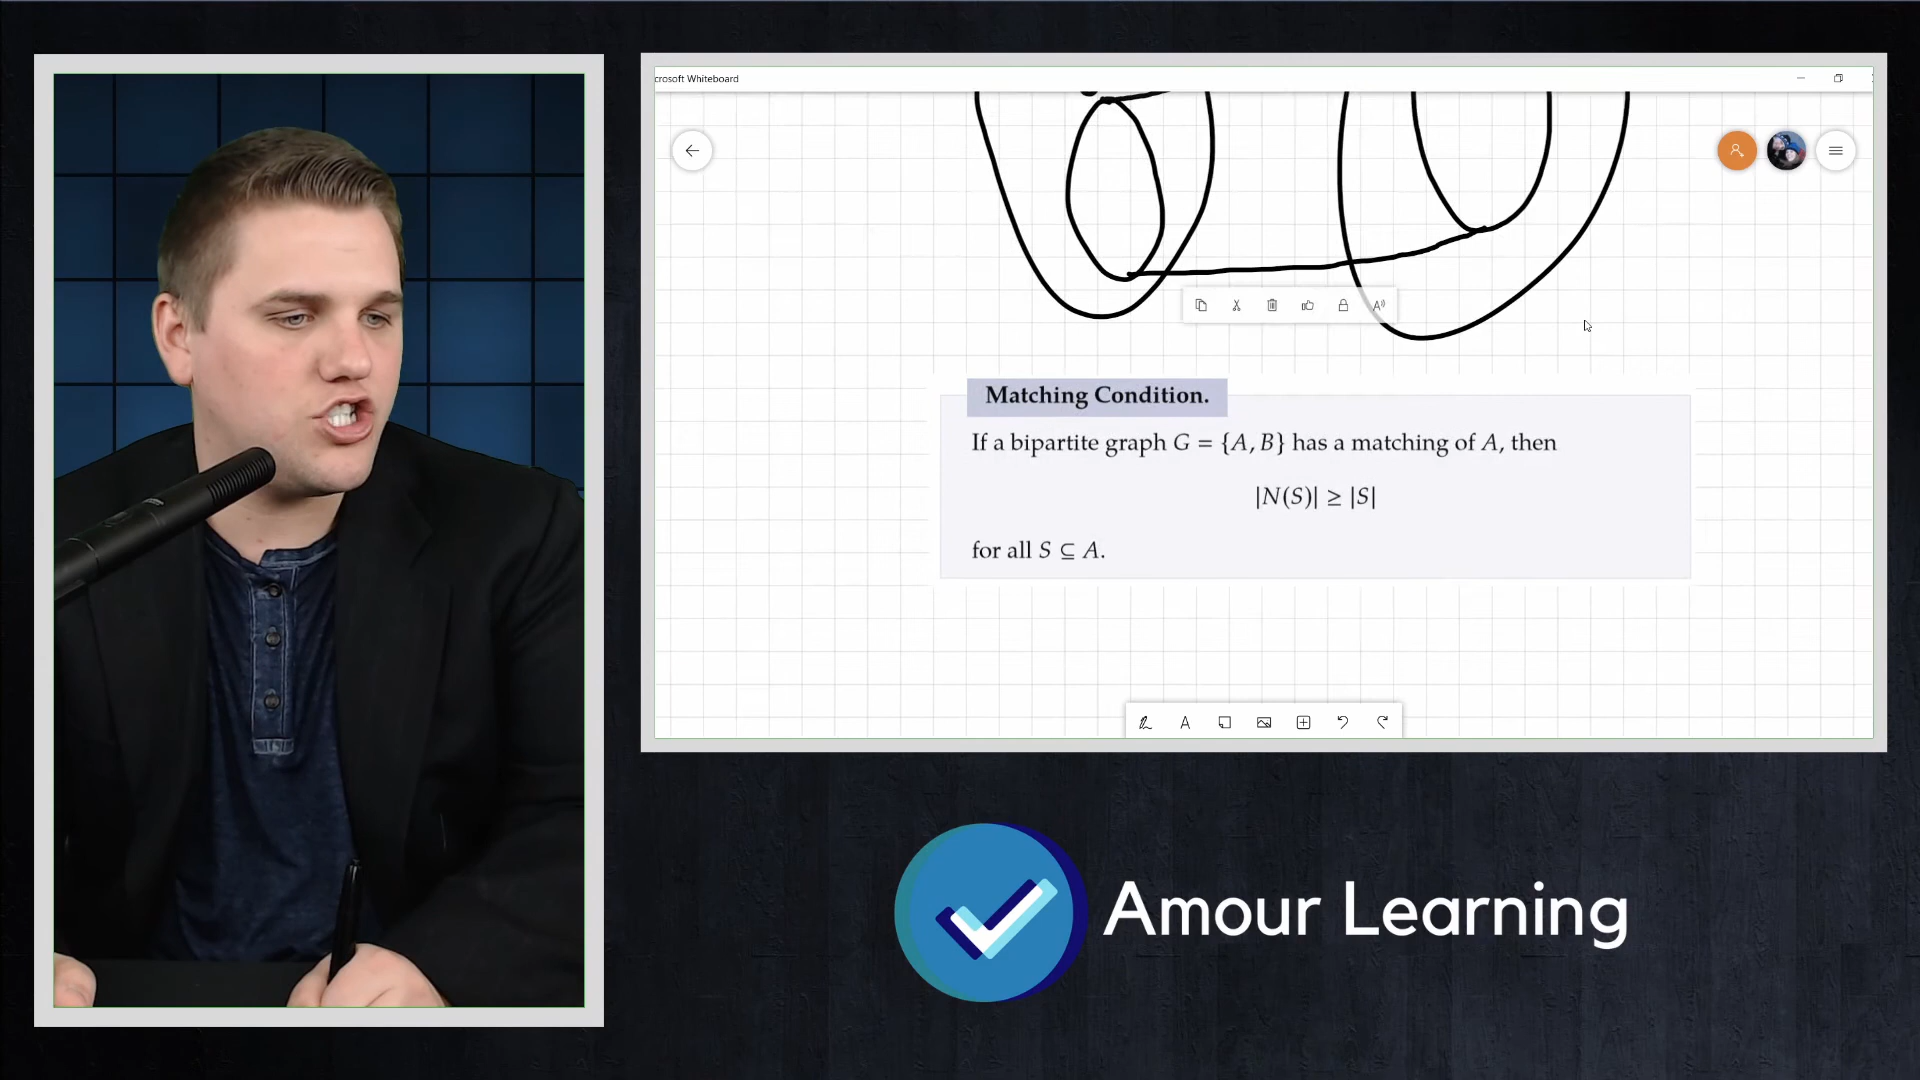 crosoft Whiteboard
Matching Condition.
If a bipartite graph G = {A, B} has a matching of A, then
|N(S)| ≥ |S|
for all S ⊆ A.
Amour Learning